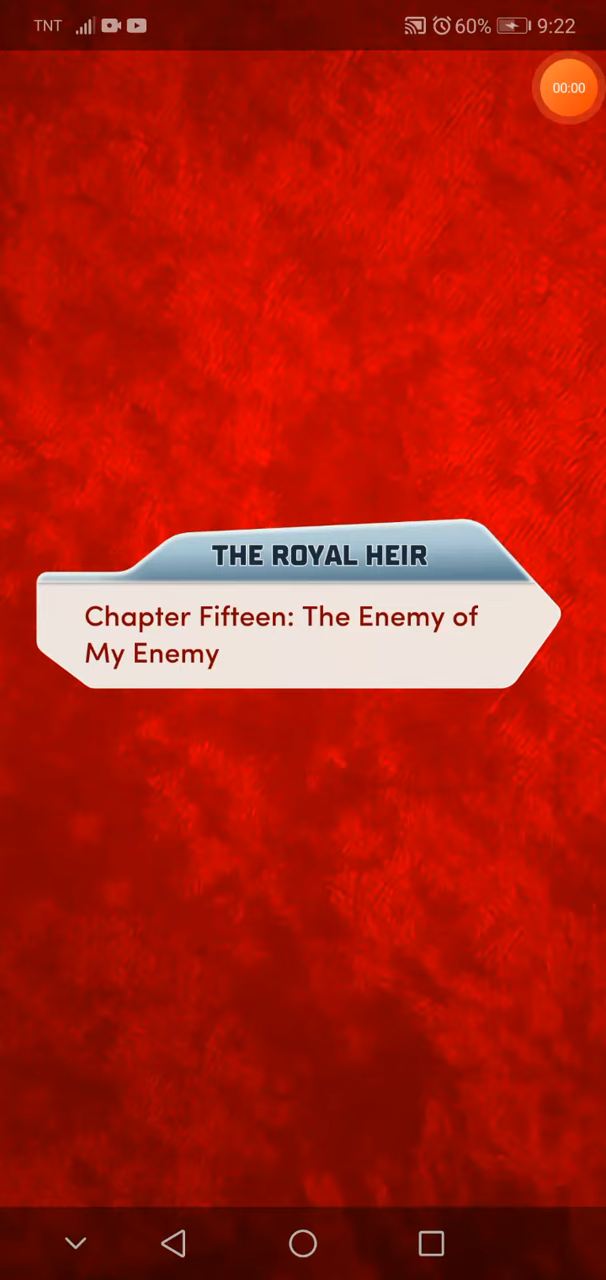 TNT 60% 9:22
00:00
THE ROYAL HEIR
Chapter Fifteen: The Enemy of
My Enemy